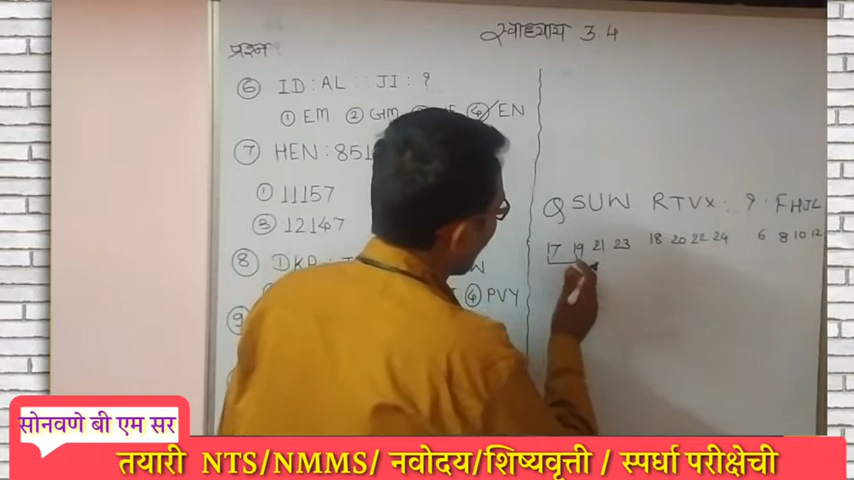 स्वाध्याय 3.4
प्रश्न
⑥ ID : AL :: JI : ?
① EM ② GM ④ EN
⑦ HEN : 851
① 11157
③ 12147
⑧ DKP :
④ PVY
⑨
QSUW RTVX : ? : FHJL
17 19 21 23 18 20 22 24 6 8 10 12
सोनवणे बी एम सर
तयारी NTS/NMMS/ नवोदय/शिष्यवृत्ती / स्पर्धा परीक्षेची